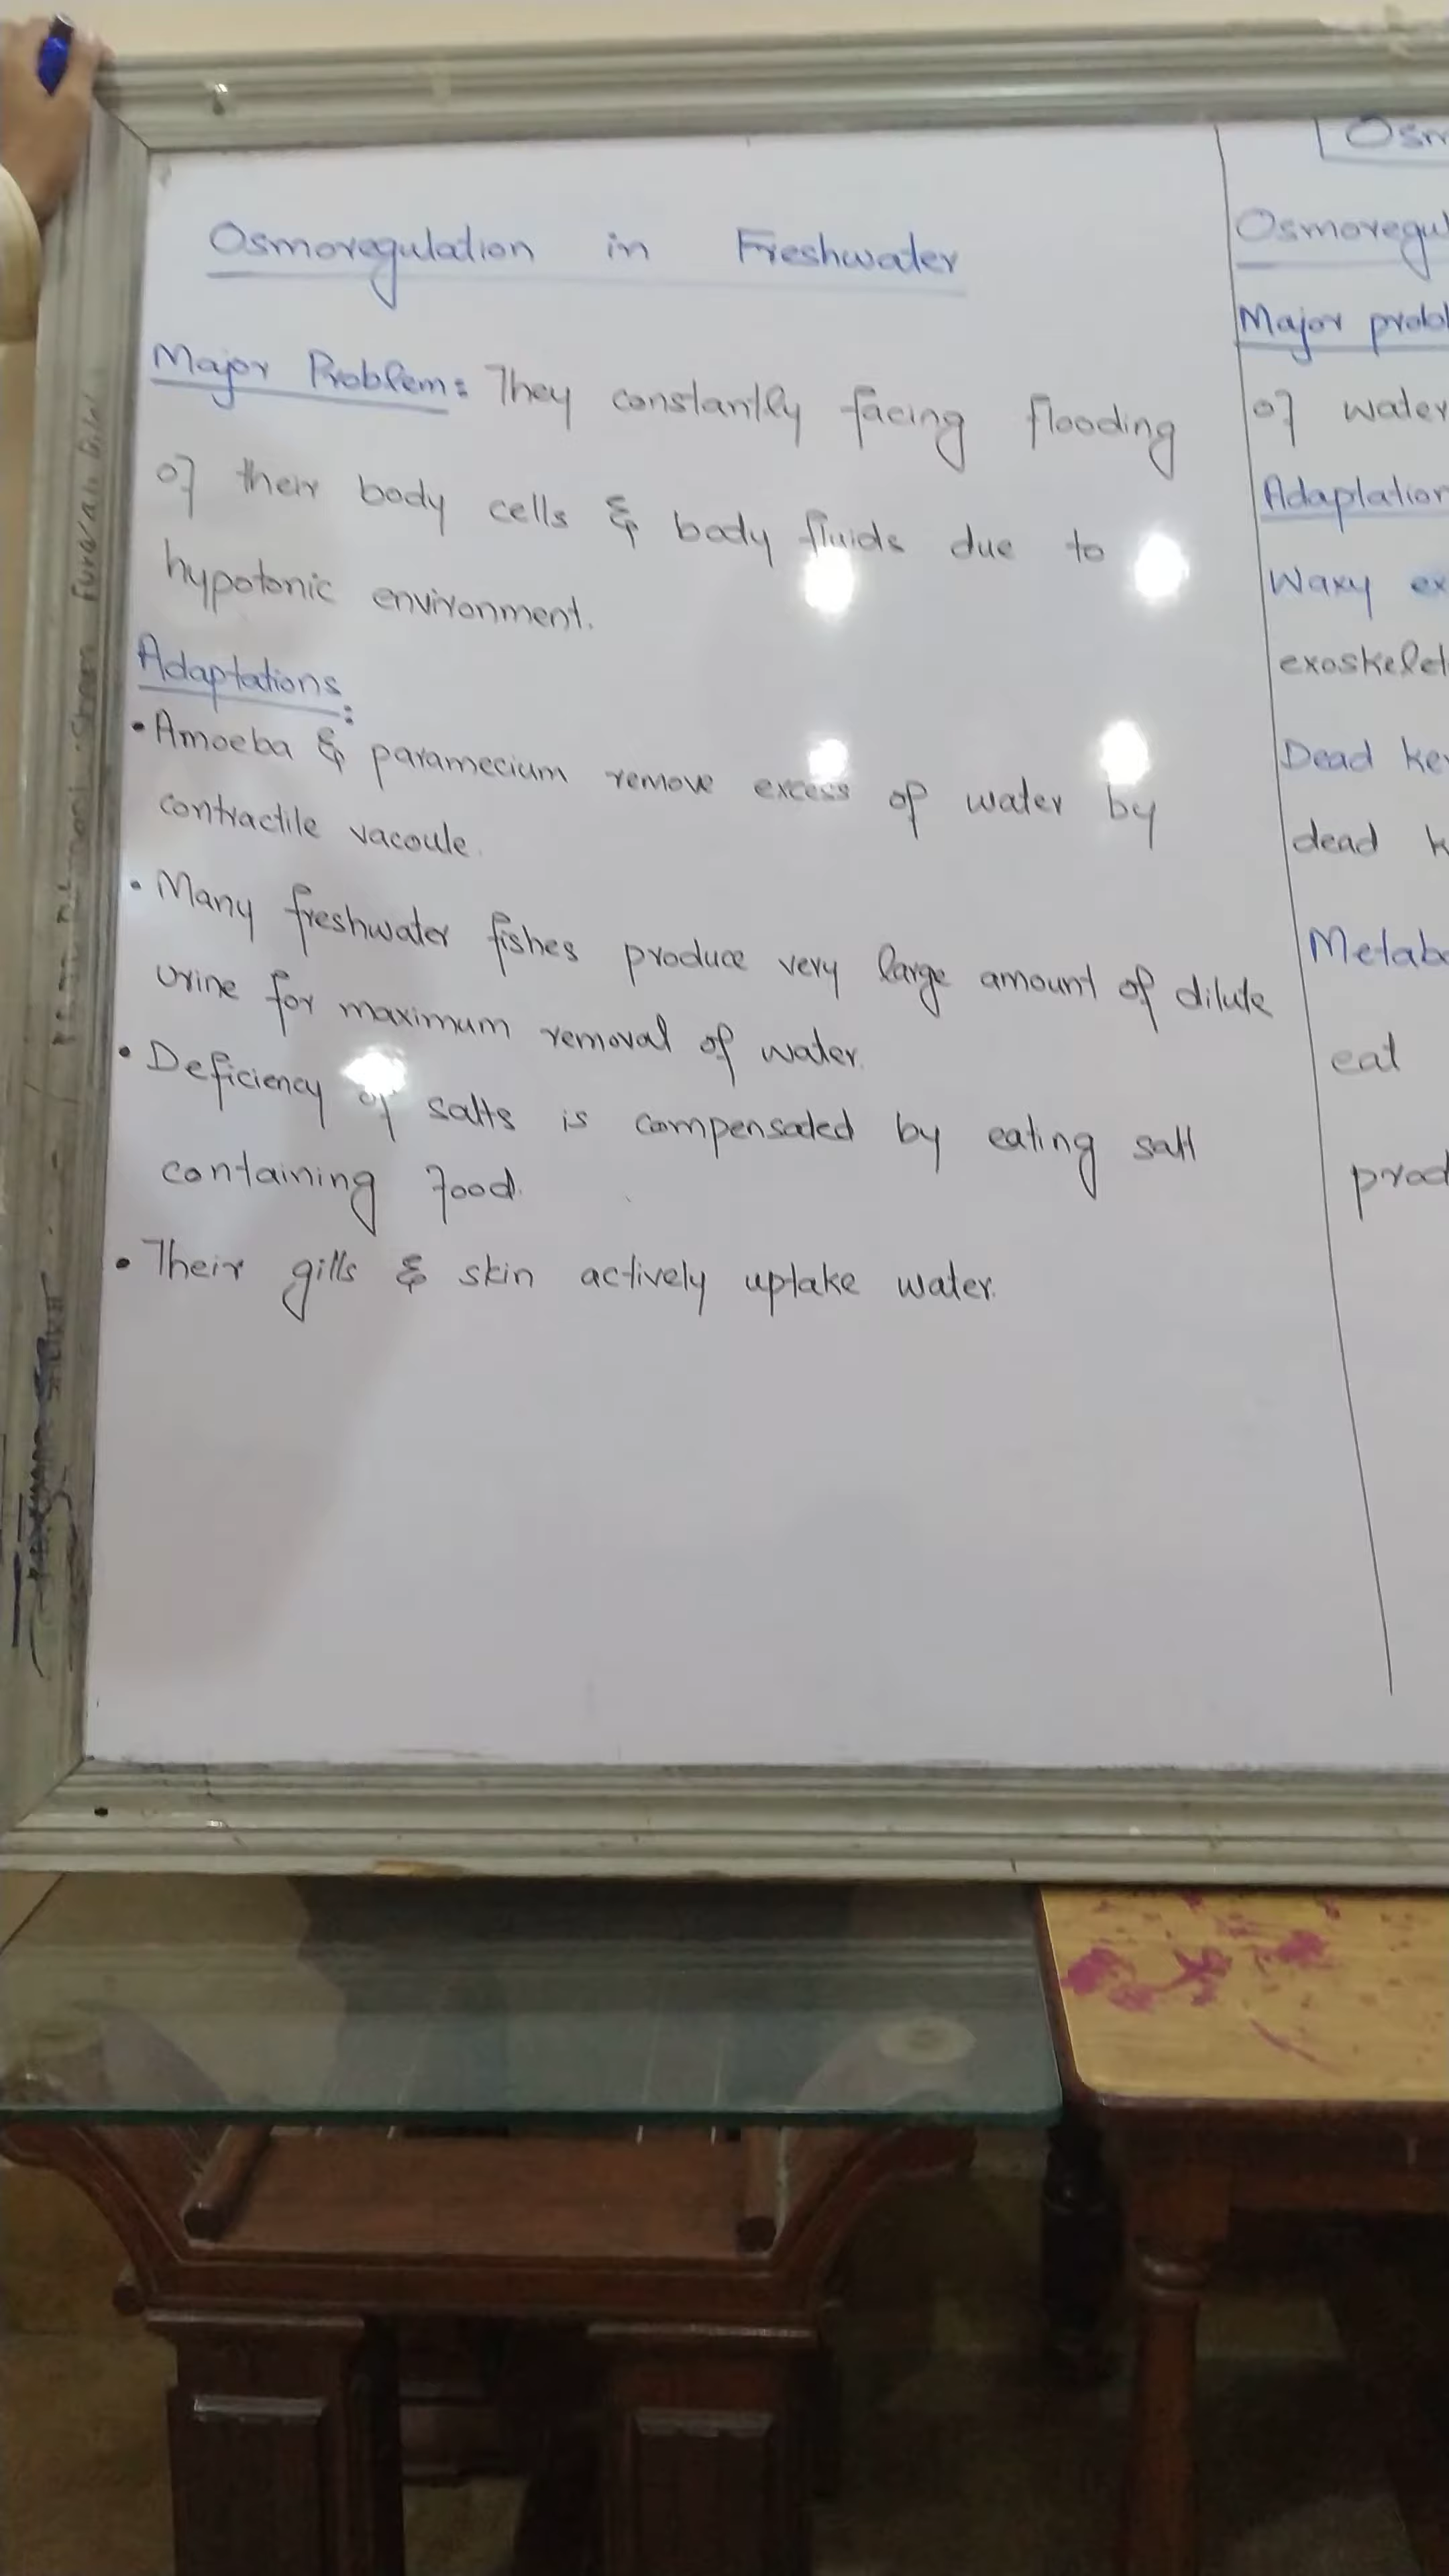 Osmoregulation in Freshwater
Major Problem: They constantly facing flooding
of their body cells & body fluids due to
hypotonic environment.
Adaptations:
• Amoeba & paramecium remove excess of water by
contractile vacoule.
• Many freshwater fishes produce very large amount of dilute
urine for maximum removal of water.
• Deficiency of salts is compensated by eating salt
containing food.
• Their gills & skin actively uptake water.
Osm
Osmoregul
Major probl
of water
Adaptation
Waxy ex
exoskelet
Dead ke
dead k
Metabo
eat
prod